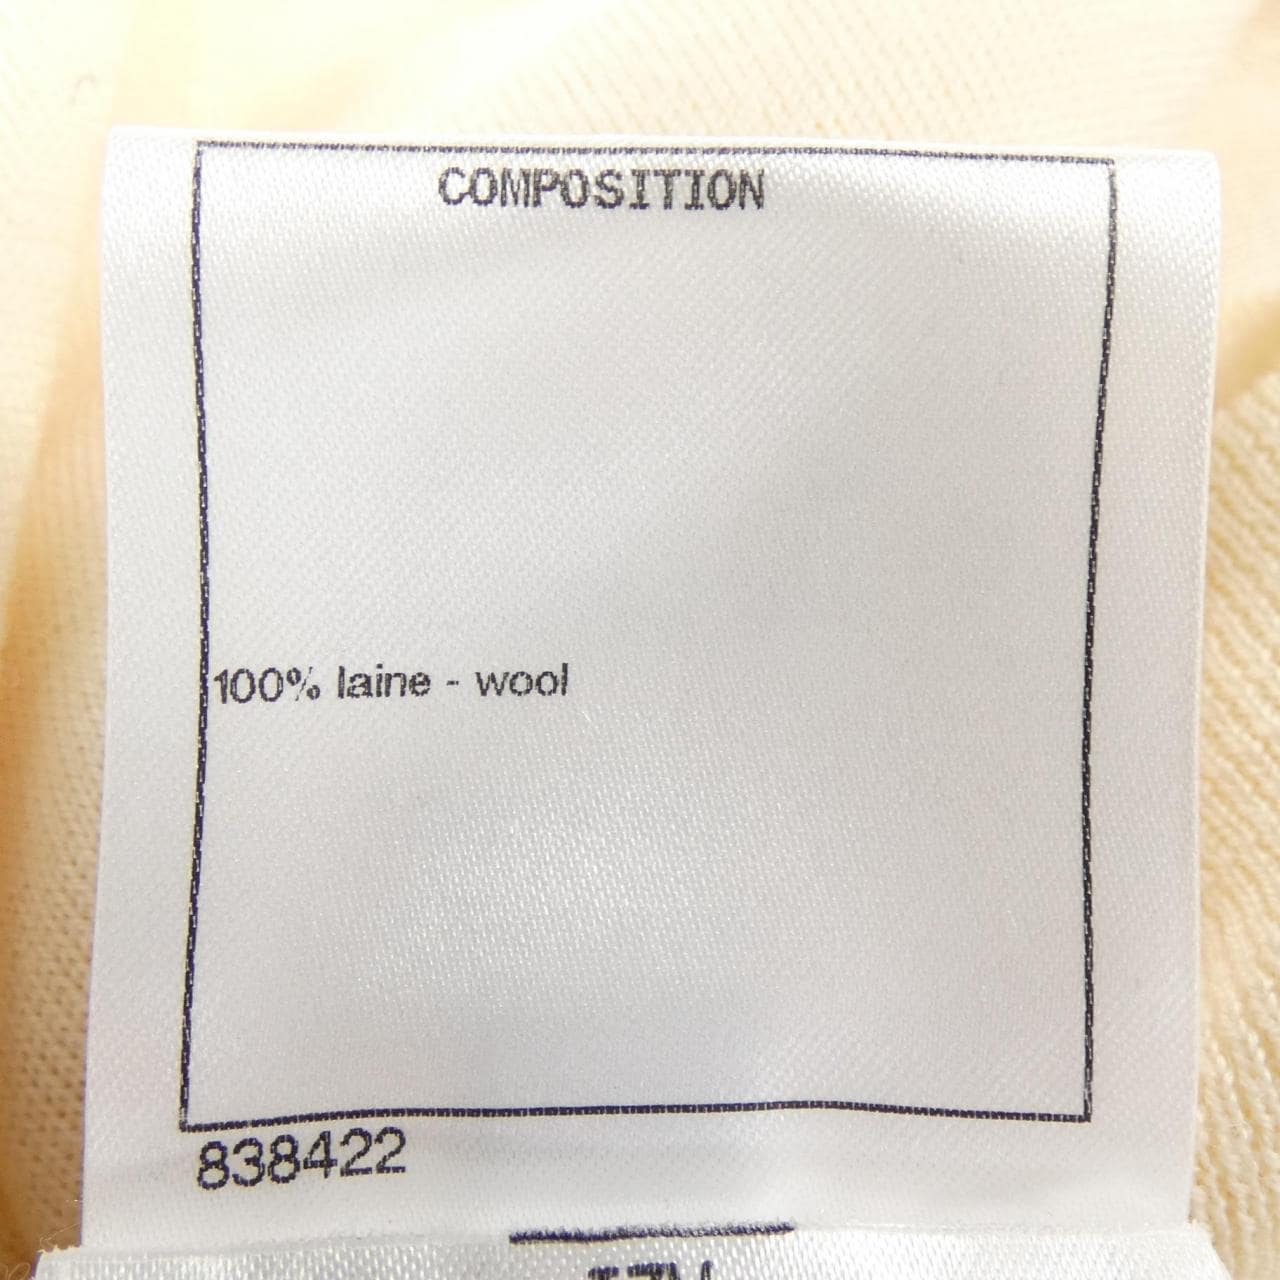 COMPOSITION
100% laine - wool
838422